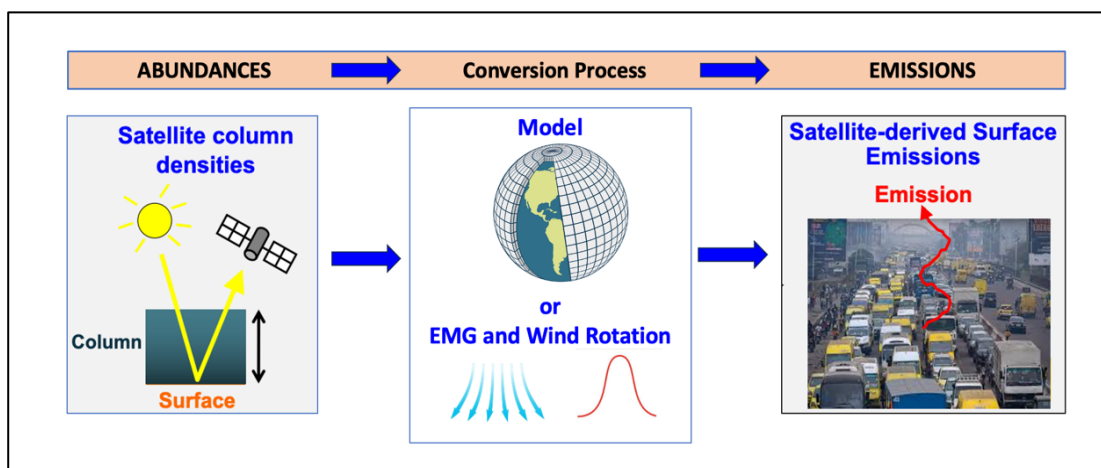 ABUNDANCES
Conversion Process
EMISSIONS
Satellite column
densities
Column
Surface
Model
or
EMG and Wind Rotation
Satellite-derived Surface
Emissions
Emission